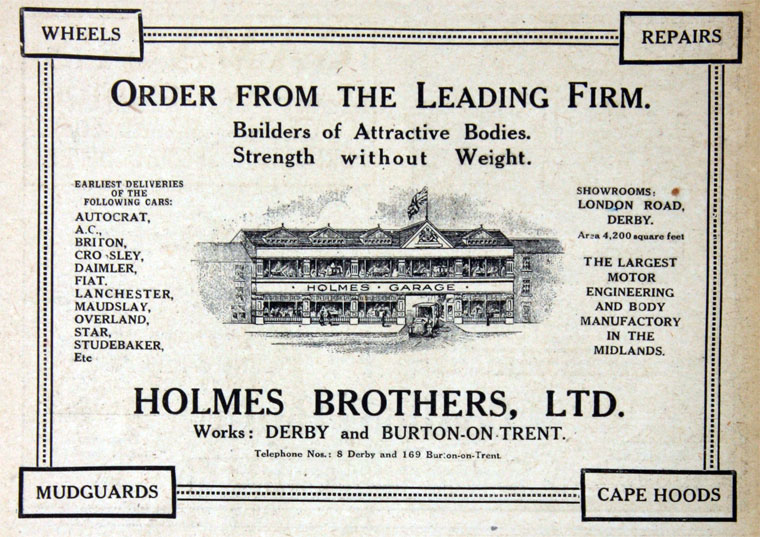 WHEELS
REPAIRS
ORDER FROM THE LEADING FIRM.
Builders of Attractive Bodies.
Strength without Weight.
EARLIEST DELIVERIES
OF THE
FOLLOWING CARS:
AUTOCRAT,
A.C.,
BRITON,
CROSSLEY,
DAIMLER,
FIAT.
LANCHESTER,
MAUDSLAY,
OVERLAND,
STAR,
STUDEBAKER,
Etc
HOLMES · GARAGE
SHOWROOMS:
LONDON ROAD,
DERBY.
Area 4,200 square feet
THE LARGEST
MOTOR
ENGINEERING
AND BODY
MANUFACTORY
IN THE
MIDLANDS.
HOLMES BROTHERS, LTD.
Works: DERBY and BURTON-ON-TRENT.
Telephone Nos.: 8 Derby and 169 Burton-on-Trent.
MUDGUARDS
CAPE HOODS